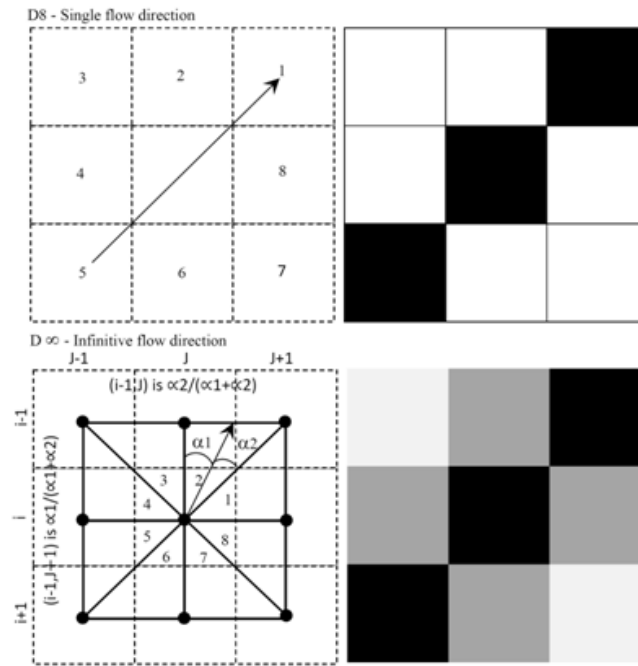 D8 - Single flow direction
3 2 1
4 8
5 6 7
D ∞ - Infinitive flow direction
J-1 J J+1
(i-1,J) is ∝2/(∝1+∝2)
i-1
i
i+1
(i-1,J+1) is ∝1/(∝1+∝2)
α1 α2
3 2
4 1
5 8
6 7